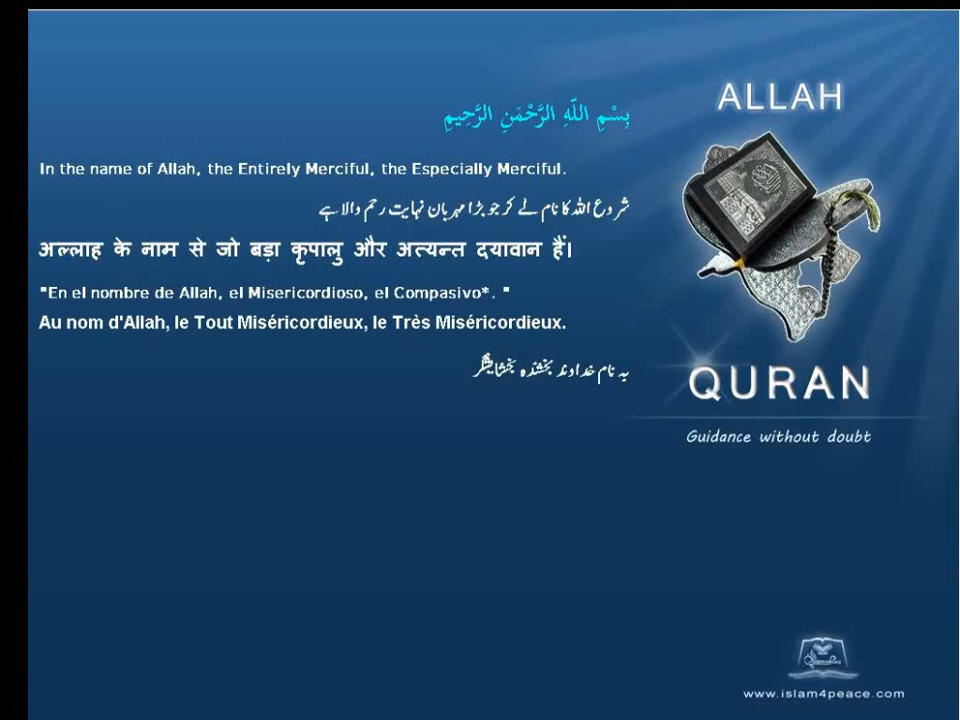 بِسْمِ اللَّهِ الرَّحْمَنِ الرَّحِيمِ
In the name of Allah, the Entirely Merciful, the Especially Merciful.
شروع الله کا نام لے کر جو بڑا مہربان نہایت رحم والا ہے
अल्लाह के नाम से जो बड़ा कृपालु और अत्यन्त दयावान हैं।
"En el nombre de Allah, el Misericordioso, el Compasivo*. "
Au nom d'Allah, le Tout Miséricordieux, le Très Miséricordieux.
به نام خداوند بخشنده بخشایشگر
ALLAH
QURAN
Guidance without doubt
www.islam4peace.com